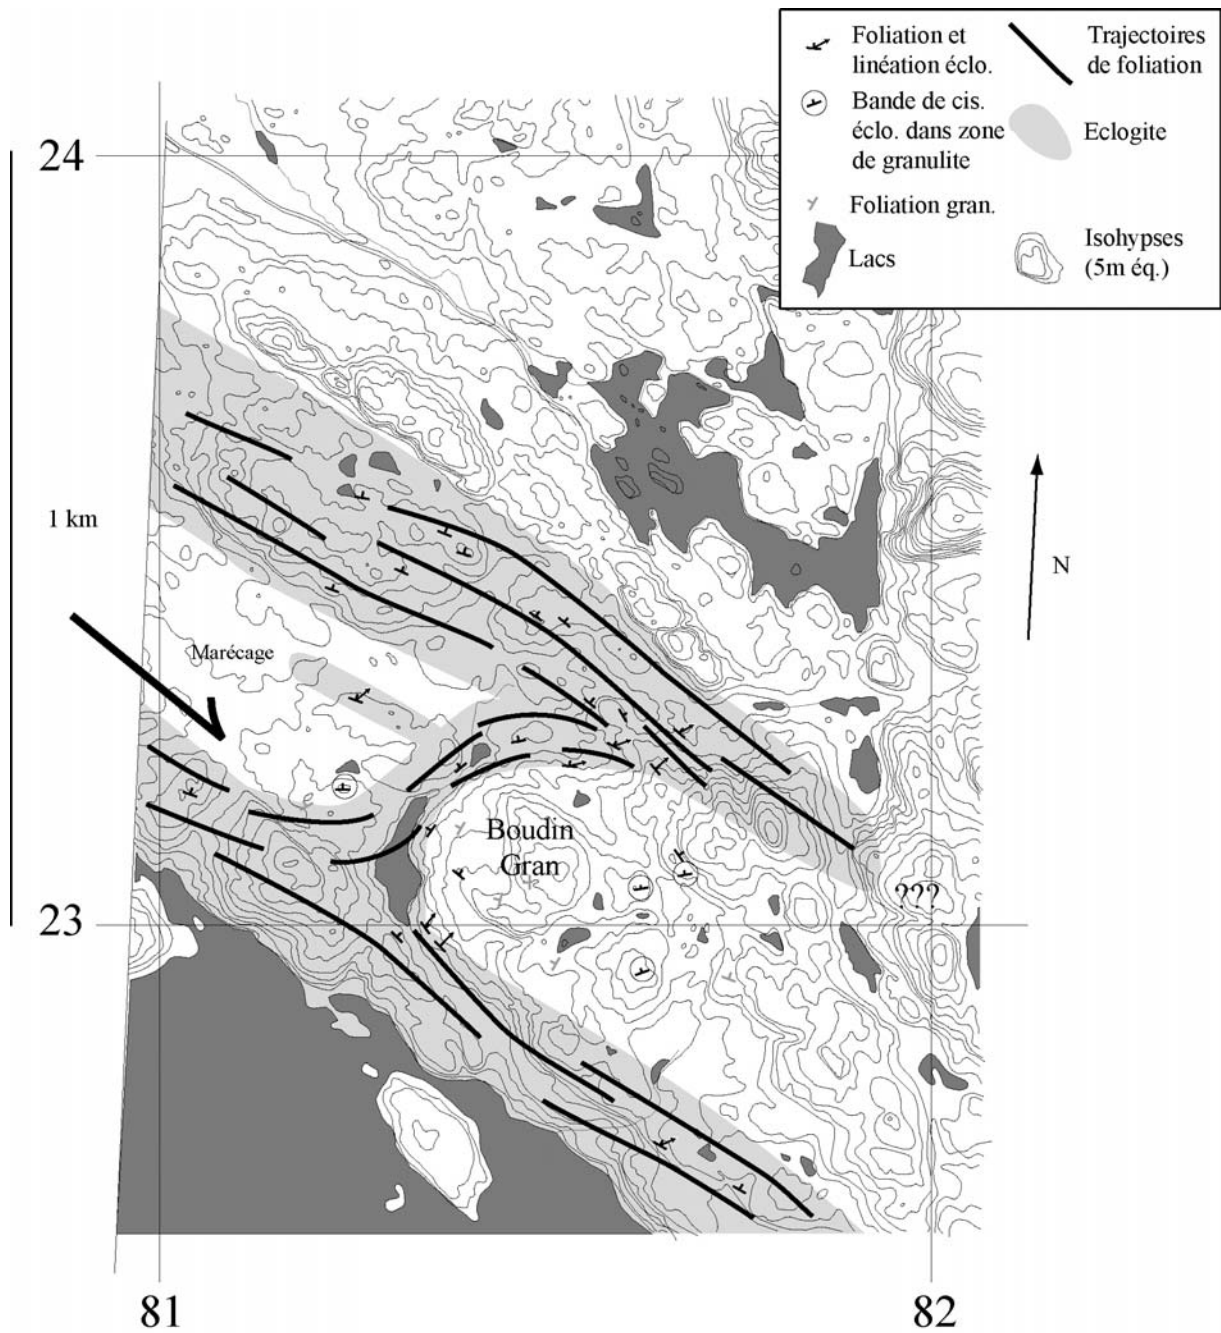 Foliation et
linéation éclo.
Trajectoires
de foliation
Bande de cis.
éclo. dans zone
de granulite
Eclogite
Foliation gran.
Lacs
Isohypses
(5m éq.)
24
1 km
N
Marécage
Boudin
Gran
???
23
81
82